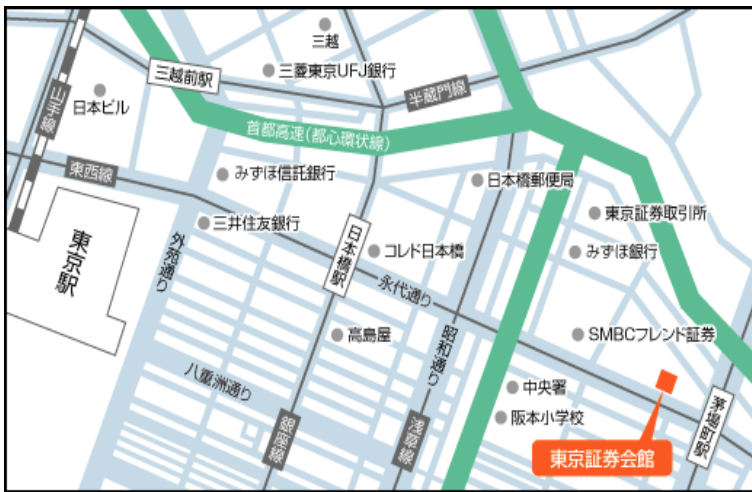 三越
三越前駅
三菱東京UFJ銀行
日本ビル
半蔵門線
山手線
首都高速(都心環状線)
東西線
みずほ信託銀行
日本橋郵便局
三井住友銀行
東京証券取引所
東京駅
外苑通り
日本橋駅
コレド日本橋
みずほ銀行
永代通り
高島屋
昭和通り
SMBCフレンド証券
八重洲通り
中央署
阪本小学校
茅場町駅
銀座線
浅草線
東京証券会館